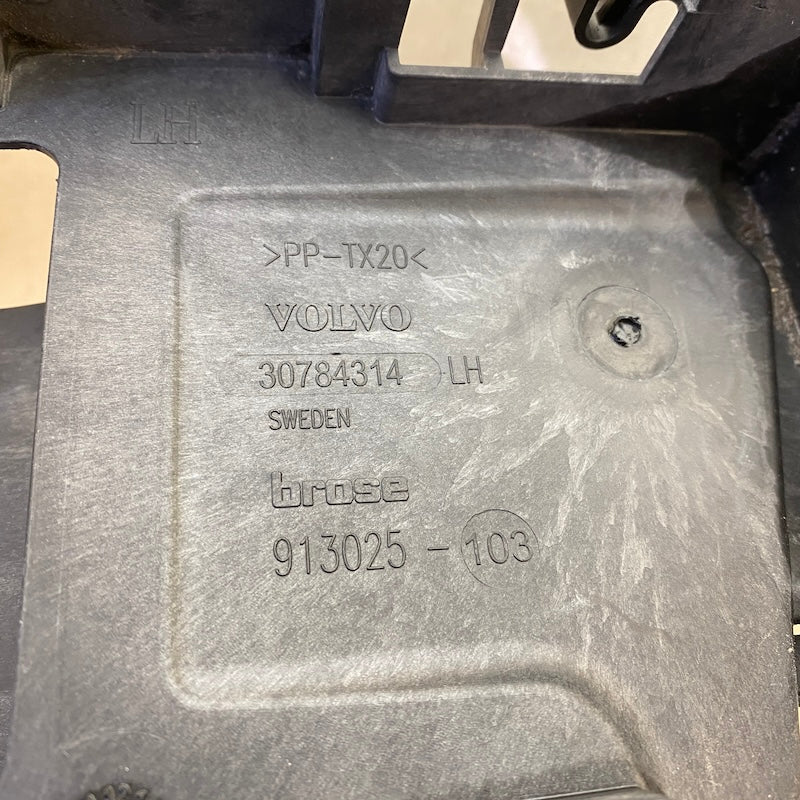 LH
>PP-TX20<
VOLVO
30784314 LH
SWEDEN
brose
913025-103